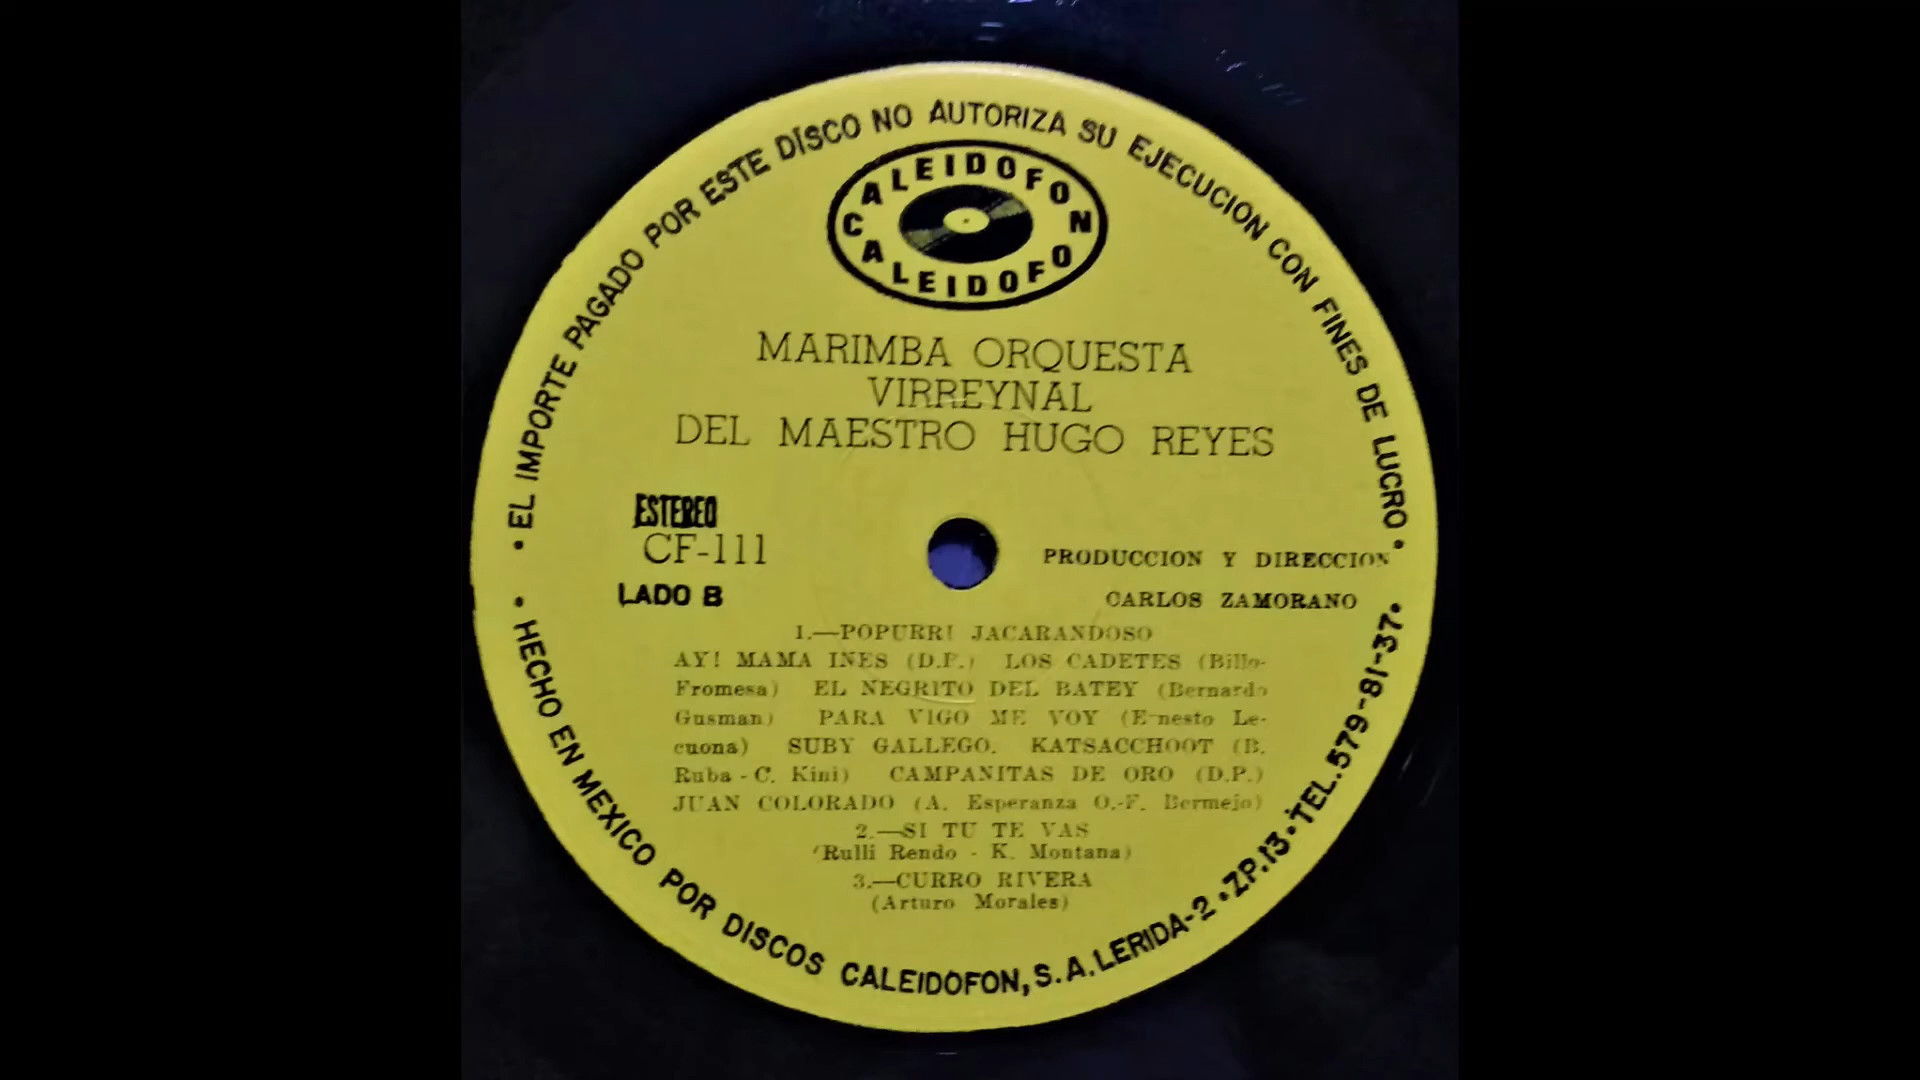 • EL IMPORTE PAGADO POR ESTE DISCO NO AUTORIZA SU EJECUCION CON FINES DE LUCRO •
CALEIDOFON
CALEIDOFON
MARIMBA ORQUESTA
VIRREYNAL
DEL MAESTRO HUGO REYES
ESTEREO
CF-111
LADO B
PRODUCCION Y DIRECCION
CARLOS ZAMORANO
1.—POPURRI JACARANDOSO
AY! MAMA INES (D.P.) LOS CADETES (Billo-
Fromesa) EL NEGRITO DEL BATEY (Bernardo
Gusman) PARA VIGO ME VOY (Ernesto Le-
cuona) SUBY GALLEGO. KATSACCHOOT (B.
Ruba - C. Kini) CAMPANITAS DE ORO (D.P.)
JUAN COLORADO (A. Esperanza O.-F. Bermejo)
2.—SI TU TE VAS
(Rulli Rendo - K. Montana)
3.—CURRO RIVERA
(Arturo Morales)
• HECHO EN MEXICO POR DISCOS CALEIDOFON, S.A. LERIDA-2 • ZP.13 • TEL.579-81-37 •